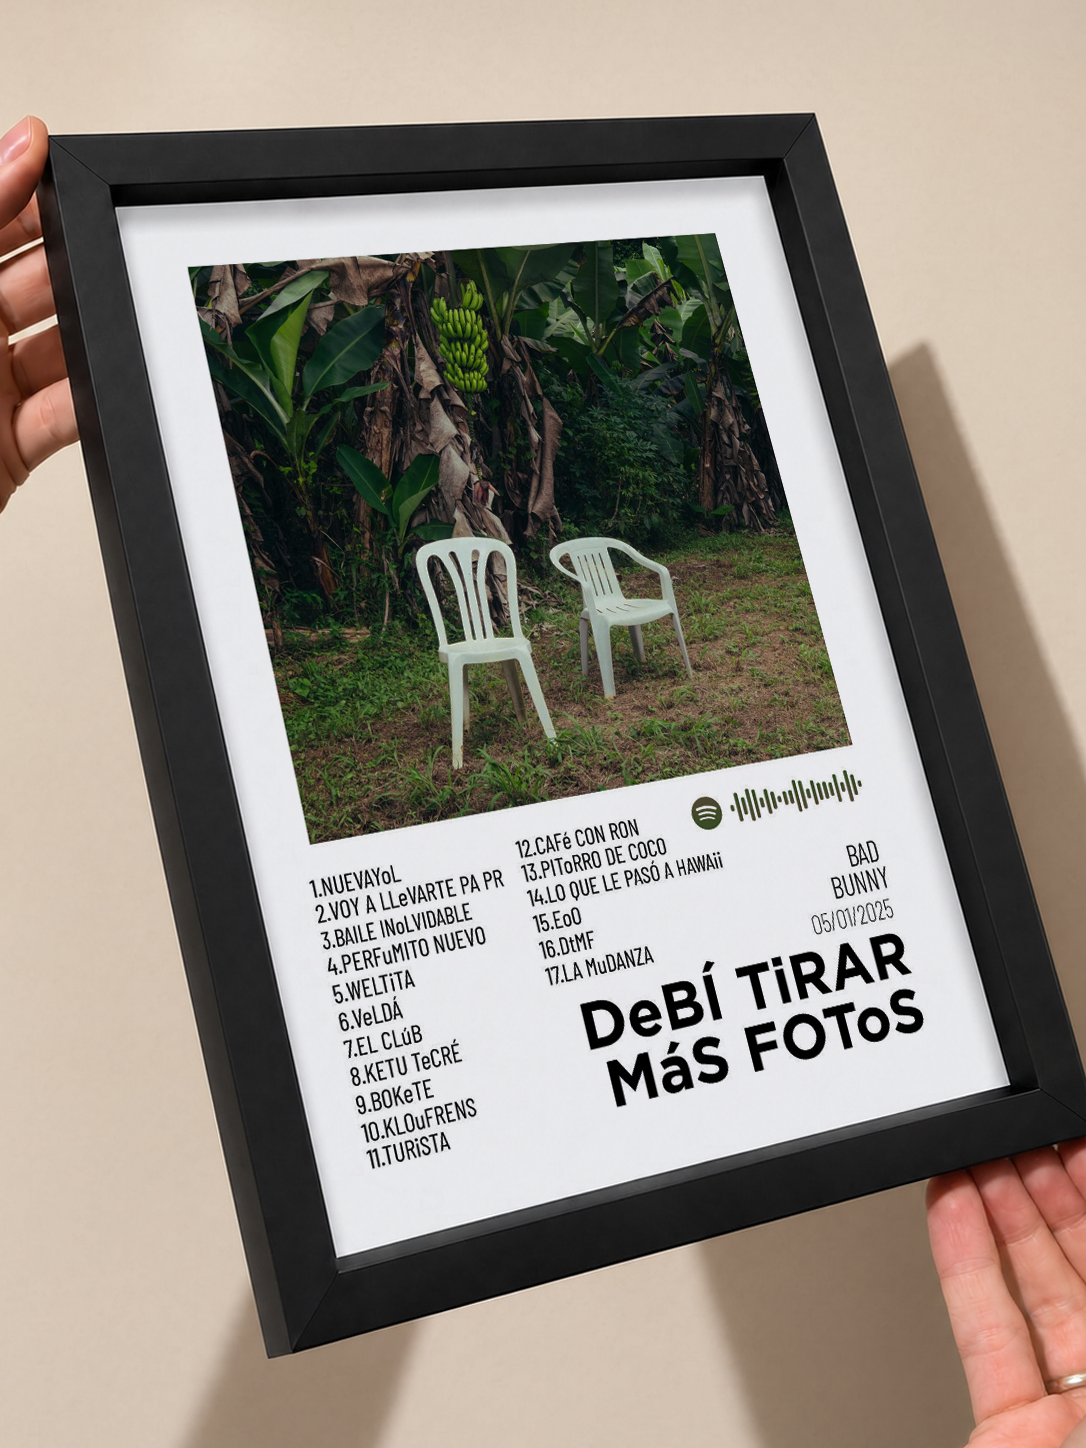 1.NUEVAYoL
2.VOY A LLeVARTE PA PR
3.BAILE INoLVIDABLE
4.PERFuMITO NUEVO
5.WELTiTA
6.VeLDÁ
7.EL CLúB
8.KETU TeCRÉ
9.BOKeTE
10.KLOuFRENS
11.TURiSTA
12.CAFé CON RON
13.PIToRRO DE COCO
14.LO QUE LE PASÓ A HAWAii
15.EoO
16.DtMF
17.LA MuDANZA
BAD
BUNNY
05/01/2025
DeBÍ TiRAR
MáS FOToS